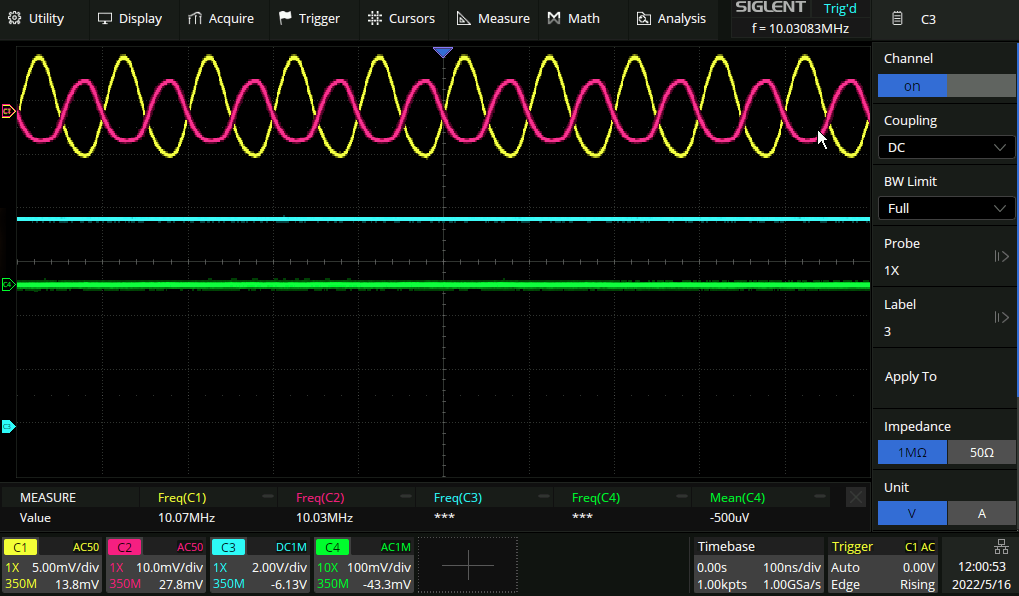 Utility Display Acquire Trigger Cursors Measure Math Analysis
SIGLENT Trig'd
f = 10.03083MHz
C3
Channel
on
Coupling
DC
BW Limit
Full
Probe
1X
Label
3
Apply To
Impedance
1MΩ 50Ω
Unit
V A
C4
MEASURE Freq(C1) Freq(C2) Freq(C3) Freq(C4) Mean(C4)
Value 10.07MHz 10.03MHz *** *** -500uV
C1 AC50
1X 5.00mV/div
350M 13.8mV
C2 AC50
1X 10.0mV/div
350M 27.8mV
C3 DC1M
1X 2.00V/div
350M -6.13V
C4 AC1M
10X 100mV/div
350M -43.3mV
Timebase
0.00s 100ns/div
1.00kpts 1.00GSa/s
Trigger C1 AC
Auto 0.00V
Edge Rising
12:00:53
2022/5/16